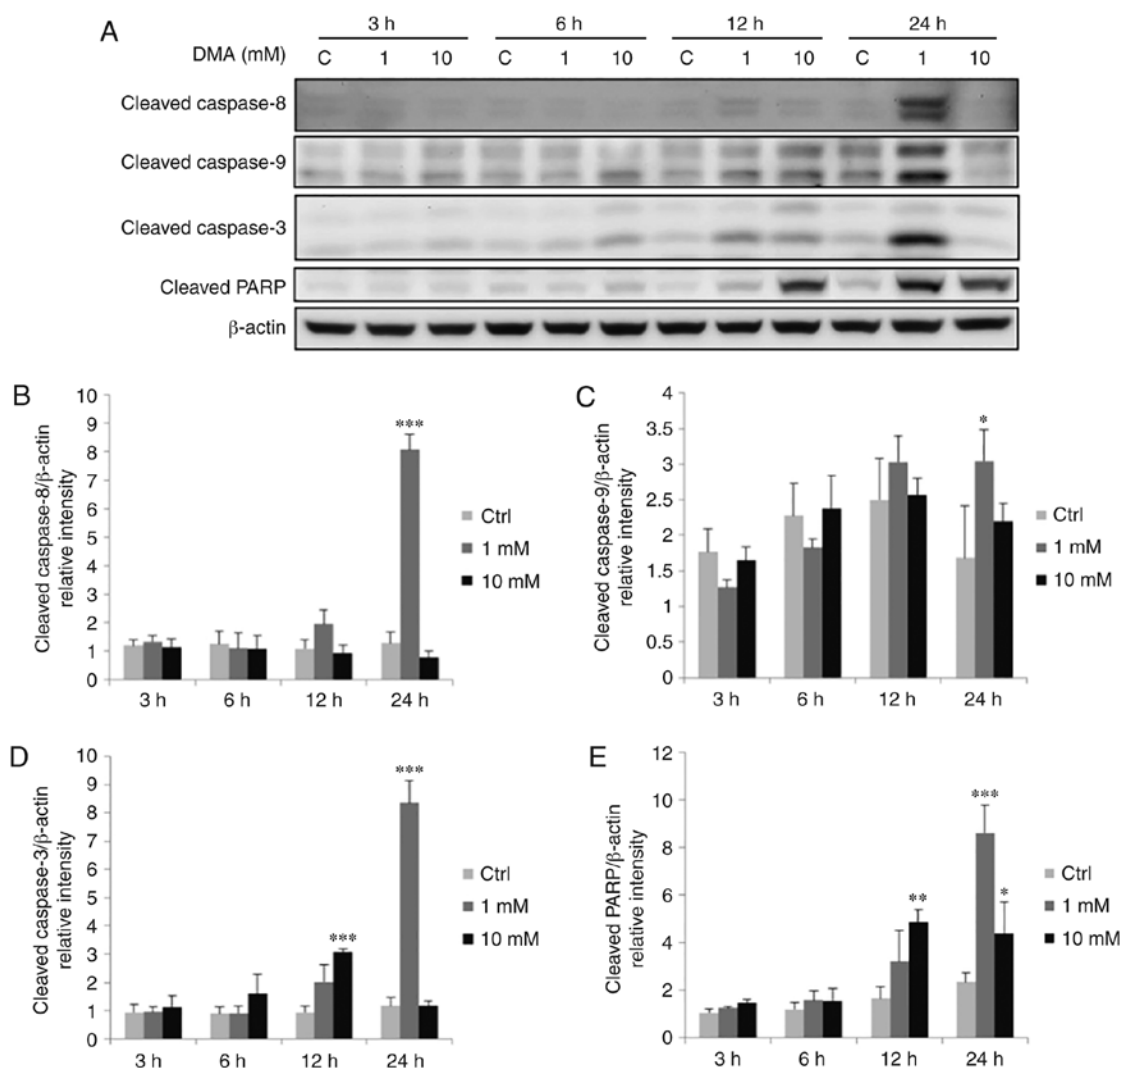 A
3 h 6 h 12 h 24 h
DMA (mM) C 1 10 C 1 10 C 1 10 C 1 10
Cleaved caspase-8
Cleaved caspase-9
Cleaved caspase-3
Cleaved PARP
β-actin
B
Cleaved caspase-8/β-actin
relative intensity
10
9
8
7
6
5
4
3
2
1
0
***
3 h 6 h 12 h 24 h
Ctrl
1 mM
10 mM
C
Cleaved caspase-9/β-actin
relative intensity
4
3.5
3
2.5
2
1.5
1
0.5
0
*
3 h 6 h 12 h 24 h
Ctrl
1 mM
10 mM
D
Cleaved caspase-3/β-actin
relative intensity
10
9
8
7
6
5
4
3
2
1
0
***
***
3 h 6 h 12 h 24 h
Ctrl
1 mM
10 mM
E
Cleaved PARP/β-actin
relative intensity
12
10
8
6
4
2
0
**
***
*
3 h 6 h 12 h 24 h
Ctrl
1 mM
10 mM